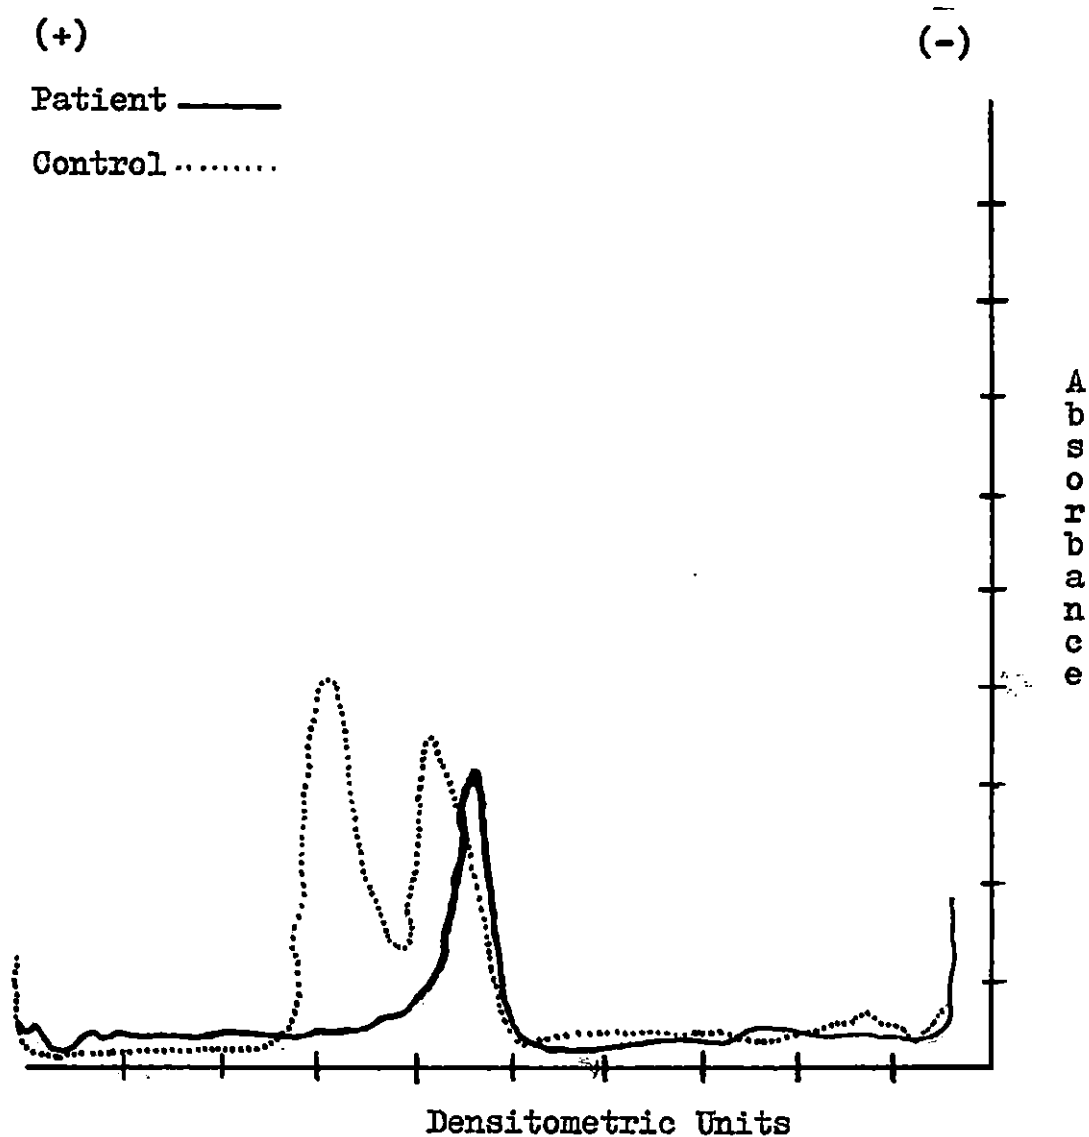 (+)
(-)
Patient
Control
Absorbance
Densitometric Units